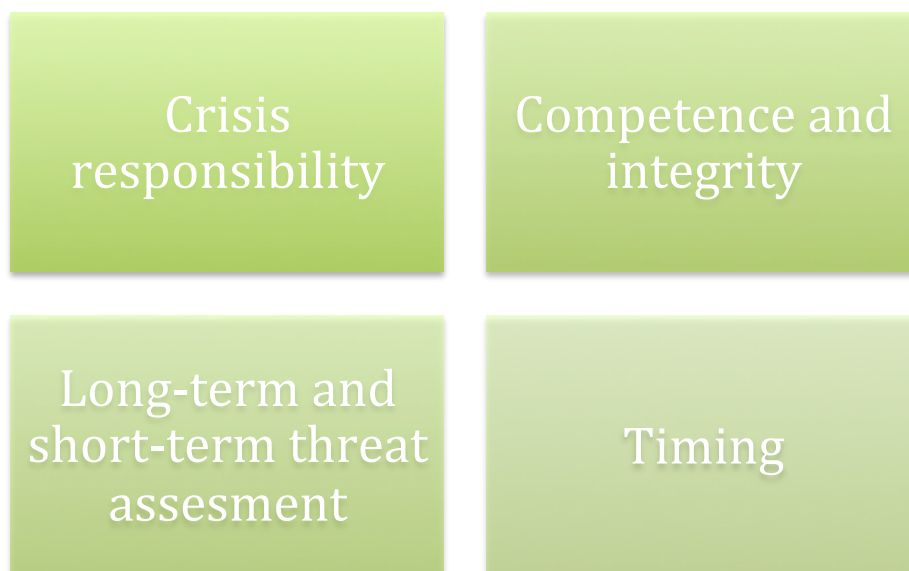 Crisis
responsibility
Competence and
integrity
Long-term and
short-term threat
assesment
Timing